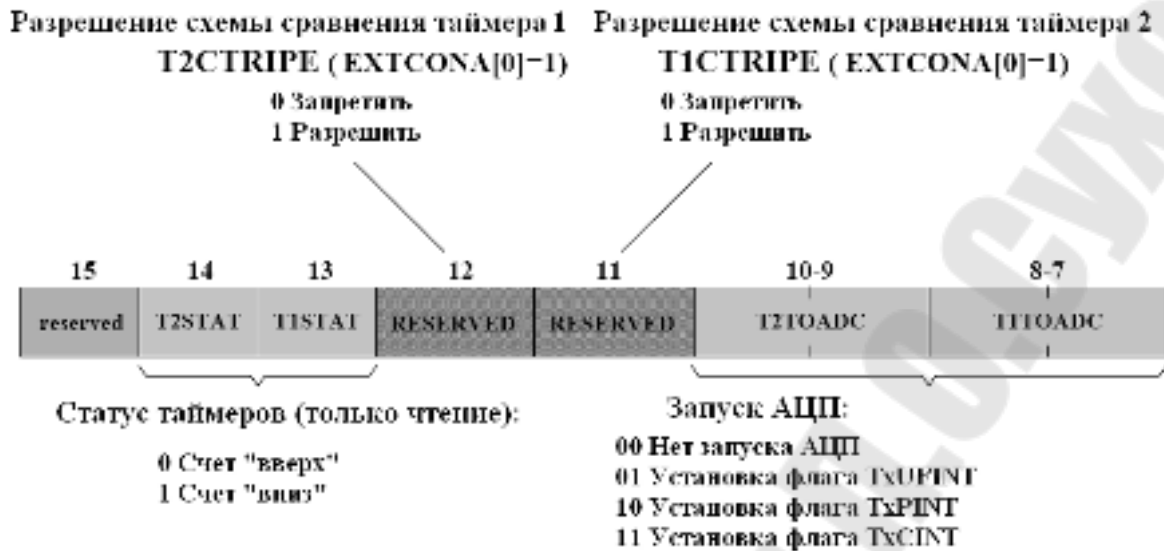 Разрешение схемы сравнения таймера 1
T2CTRIPE ( EXTCONA[0]=1)
0 Запретить
1 Разрешить
Разрешение схемы сравнения таймера 2
T1CTRIPE ( EXTCONA[0]=1)
0 Запретить
1 Разрешить
15 14 13 12 11 10-9 8-7
reserved T2STAT T1STAT RESERVED RESERVED T2TOADC T1TOADC
Статус таймеров (только чтение):
0 Счет "вверх"
1 Счет "вниз"
Запуск АЦП:
00 Нет запуска АЦП
01 Установка флага TxUFINT
10 Установка флага TxPINT
11 Установка флага TxCINT